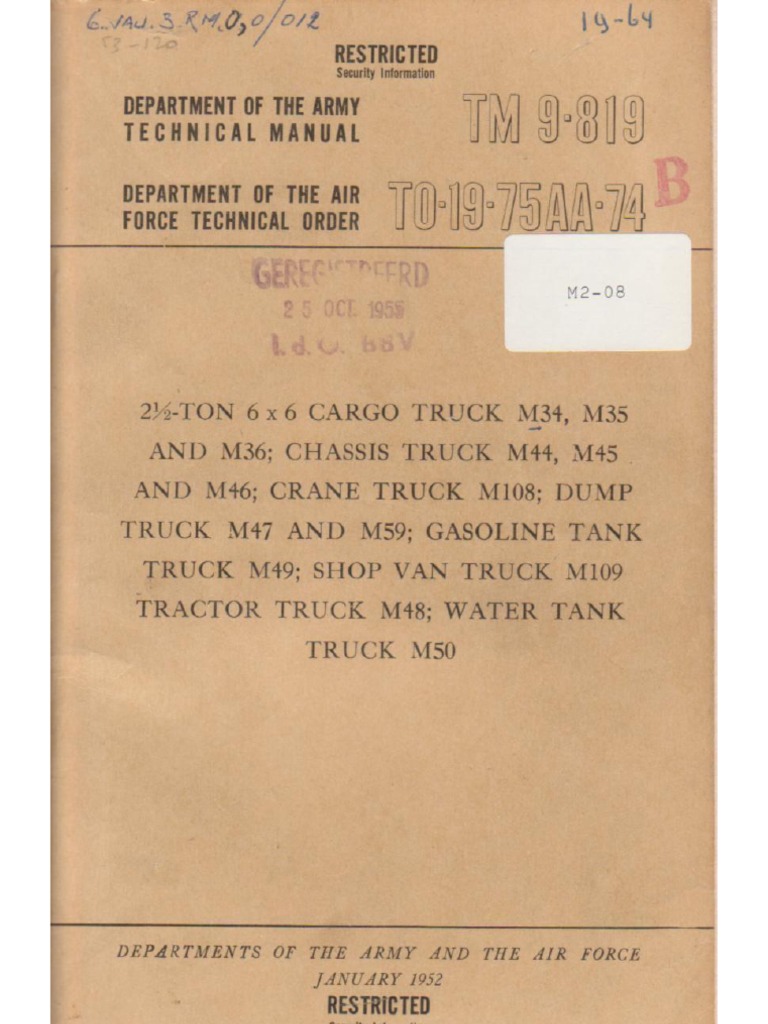 6. VAU. 3. R.M.O, 0/012
19-64
53-120
RESTRICTED
Security Information
DEPARTMENT OF THE ARMY
TECHNICAL MANUAL
TM 9-819
DEPARTMENT OF THE AIR
FORCE TECHNICAL ORDER
TO-19-75AA-74
B
GEREGISTREERD
25 OCT. 1955
M2-08
2½-TON 6 x 6 CARGO TRUCK M34, M35
AND M36; CHASSIS TRUCK M44, M45
AND M46; CRANE TRUCK M108; DUMP
TRUCK M47 AND M59; GASOLINE TANK
TRUCK M49; SHOP VAN TRUCK M109
TRACTOR TRUCK M48; WATER TANK
TRUCK M50
DEPARTMENTS OF THE ARMY AND THE AIR FORCE
JANUARY 1952
RESTRICTED